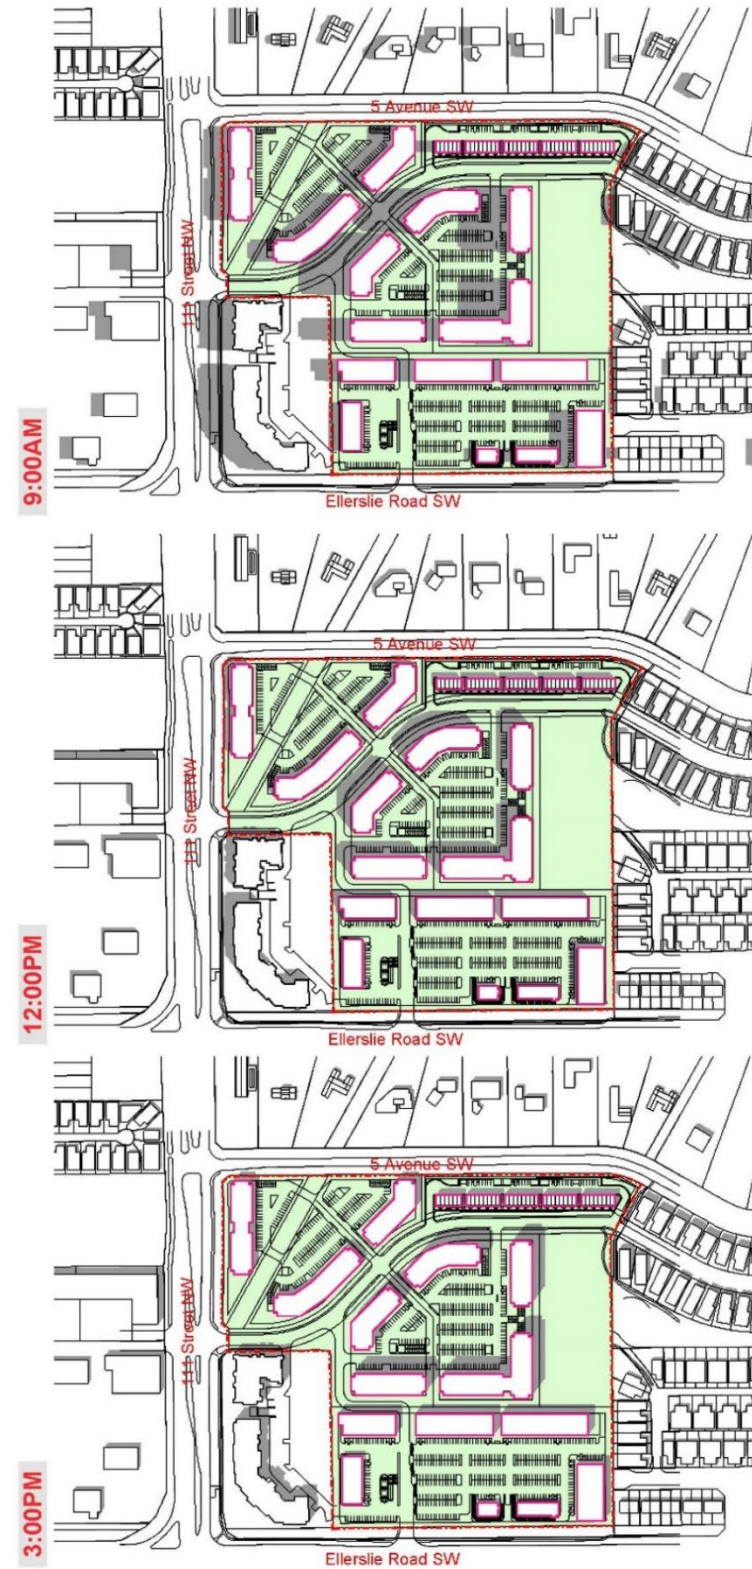 5 Avenue SW
111 Street NW
9:00AM
Ellerslie Road SW
5 Avenue SW
111 Street NW
12:00PM
Ellerslie Road SW
5 Avenue SW
111 Street NW
3:00PM
Ellerslie Road SW